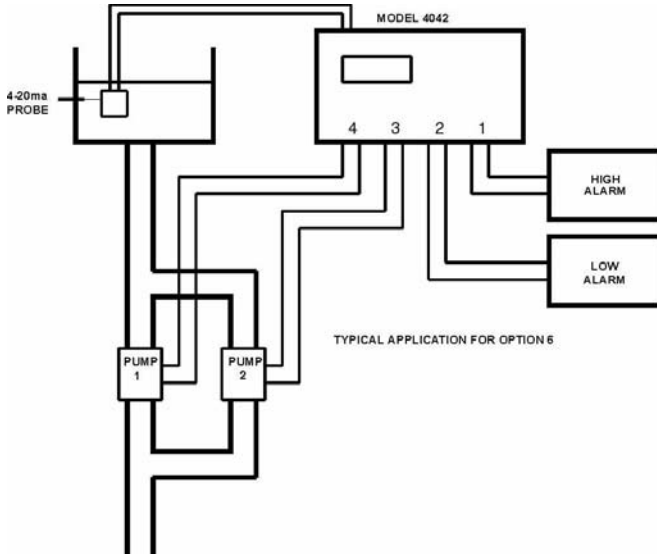 MODEL 4042
4-20ma
PROBE
4 3 2 1
HIGH
ALARM
LOW
ALARM
TYPICAL APPLICATION FOR OPTION 6
PUMP
1
PUMP
2